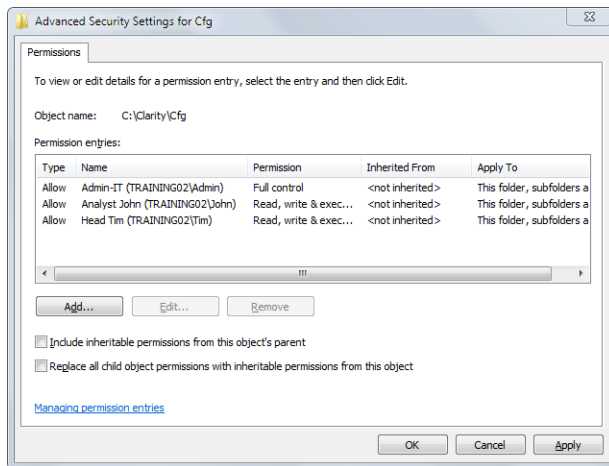 Advanced Security Settings for Cfg
Permissions
To view or edit details for a permission entry, select the entry and then click Edit.
Object name: C:\Clarity\Cfg
Permission entries:
Type Name Permission Inherited From Apply To
Allow Admin-IT (TRAINING02\Admin) Full control <not inherited> This folder, subfolders a
Allow Analyst John (TRAINING02\John) Read, write & exec... <not inherited> This folder, subfolders a
Allow Head Tim (TRAINING02\Tim) Read, write & exec... <not inherited> This folder, subfolders a
Add... Edit... Remove
Include inheritable permissions from this object's parent
Replace all child object permissions with inheritable permissions from this object
Managing permission entries
OK Cancel Apply